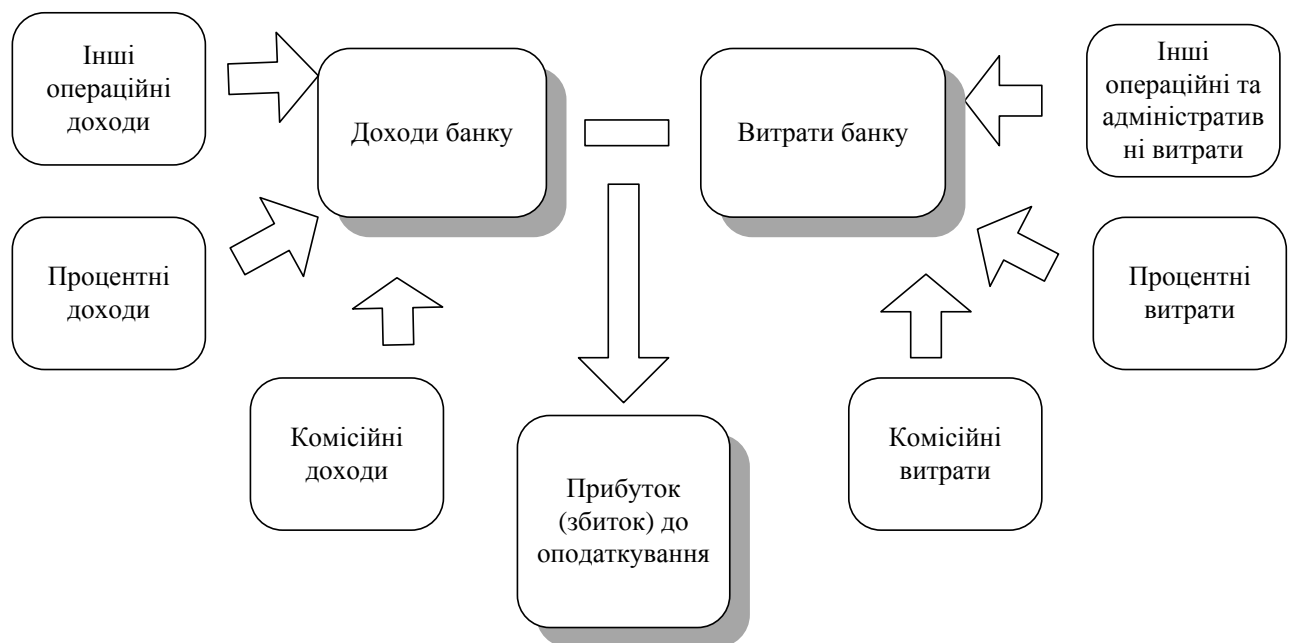 Інші
операційні
доходи
Доходи банку
Витрати банку
Інші
операційні та
адміністратив
ні витрати
Процентні
доходи
Процентні
витрати
Комісійні
доходи
Комісійні
витрати
Прибуток
(збиток) до
оподаткування